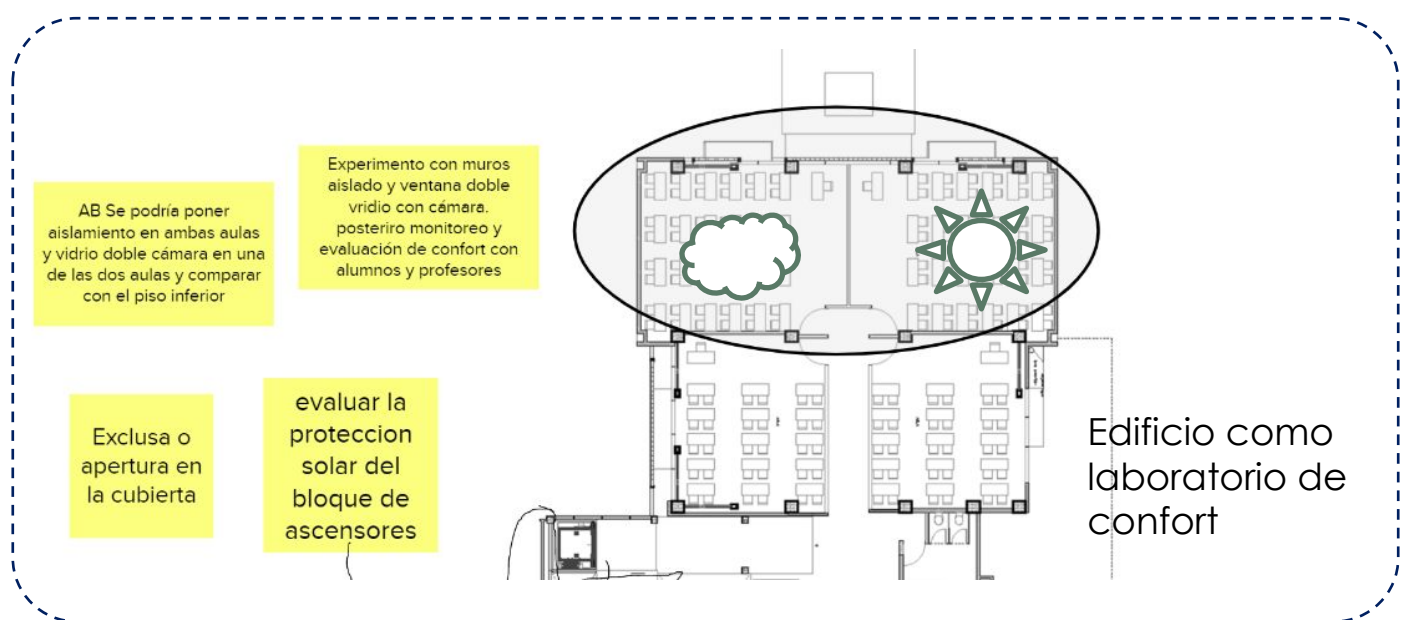 AB Se podría poner
aislamiento en ambas aulas
y vidrio doble cámara en una
de las dos aulas y comparar
con el piso inferior
Experimento con muros
aislado y ventana doble
vridio con cámara.
posteriro monitoreo y
evaluación de confort con
alumnos y profesores
Exclusa o
apertura en
la cubierta
evaluar la
proteccion
solar del
bloque de
ascensores
Edificio como
laboratorio de
confort